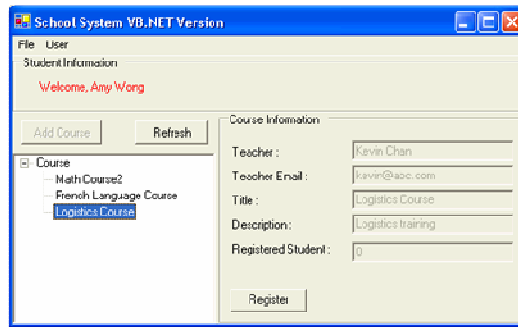 School System VB.NET Version
File User
Student Information
Welcome, Amy Wong
Add Course Refresh
Course
Math Course2
French Language Course
Logistics Course
Course Information
Teacher : Kevin Chan
Teacher Email : kevin@abc.com
Title : Logistics Course
Description : Logistics training
Registered Student : 0
Register